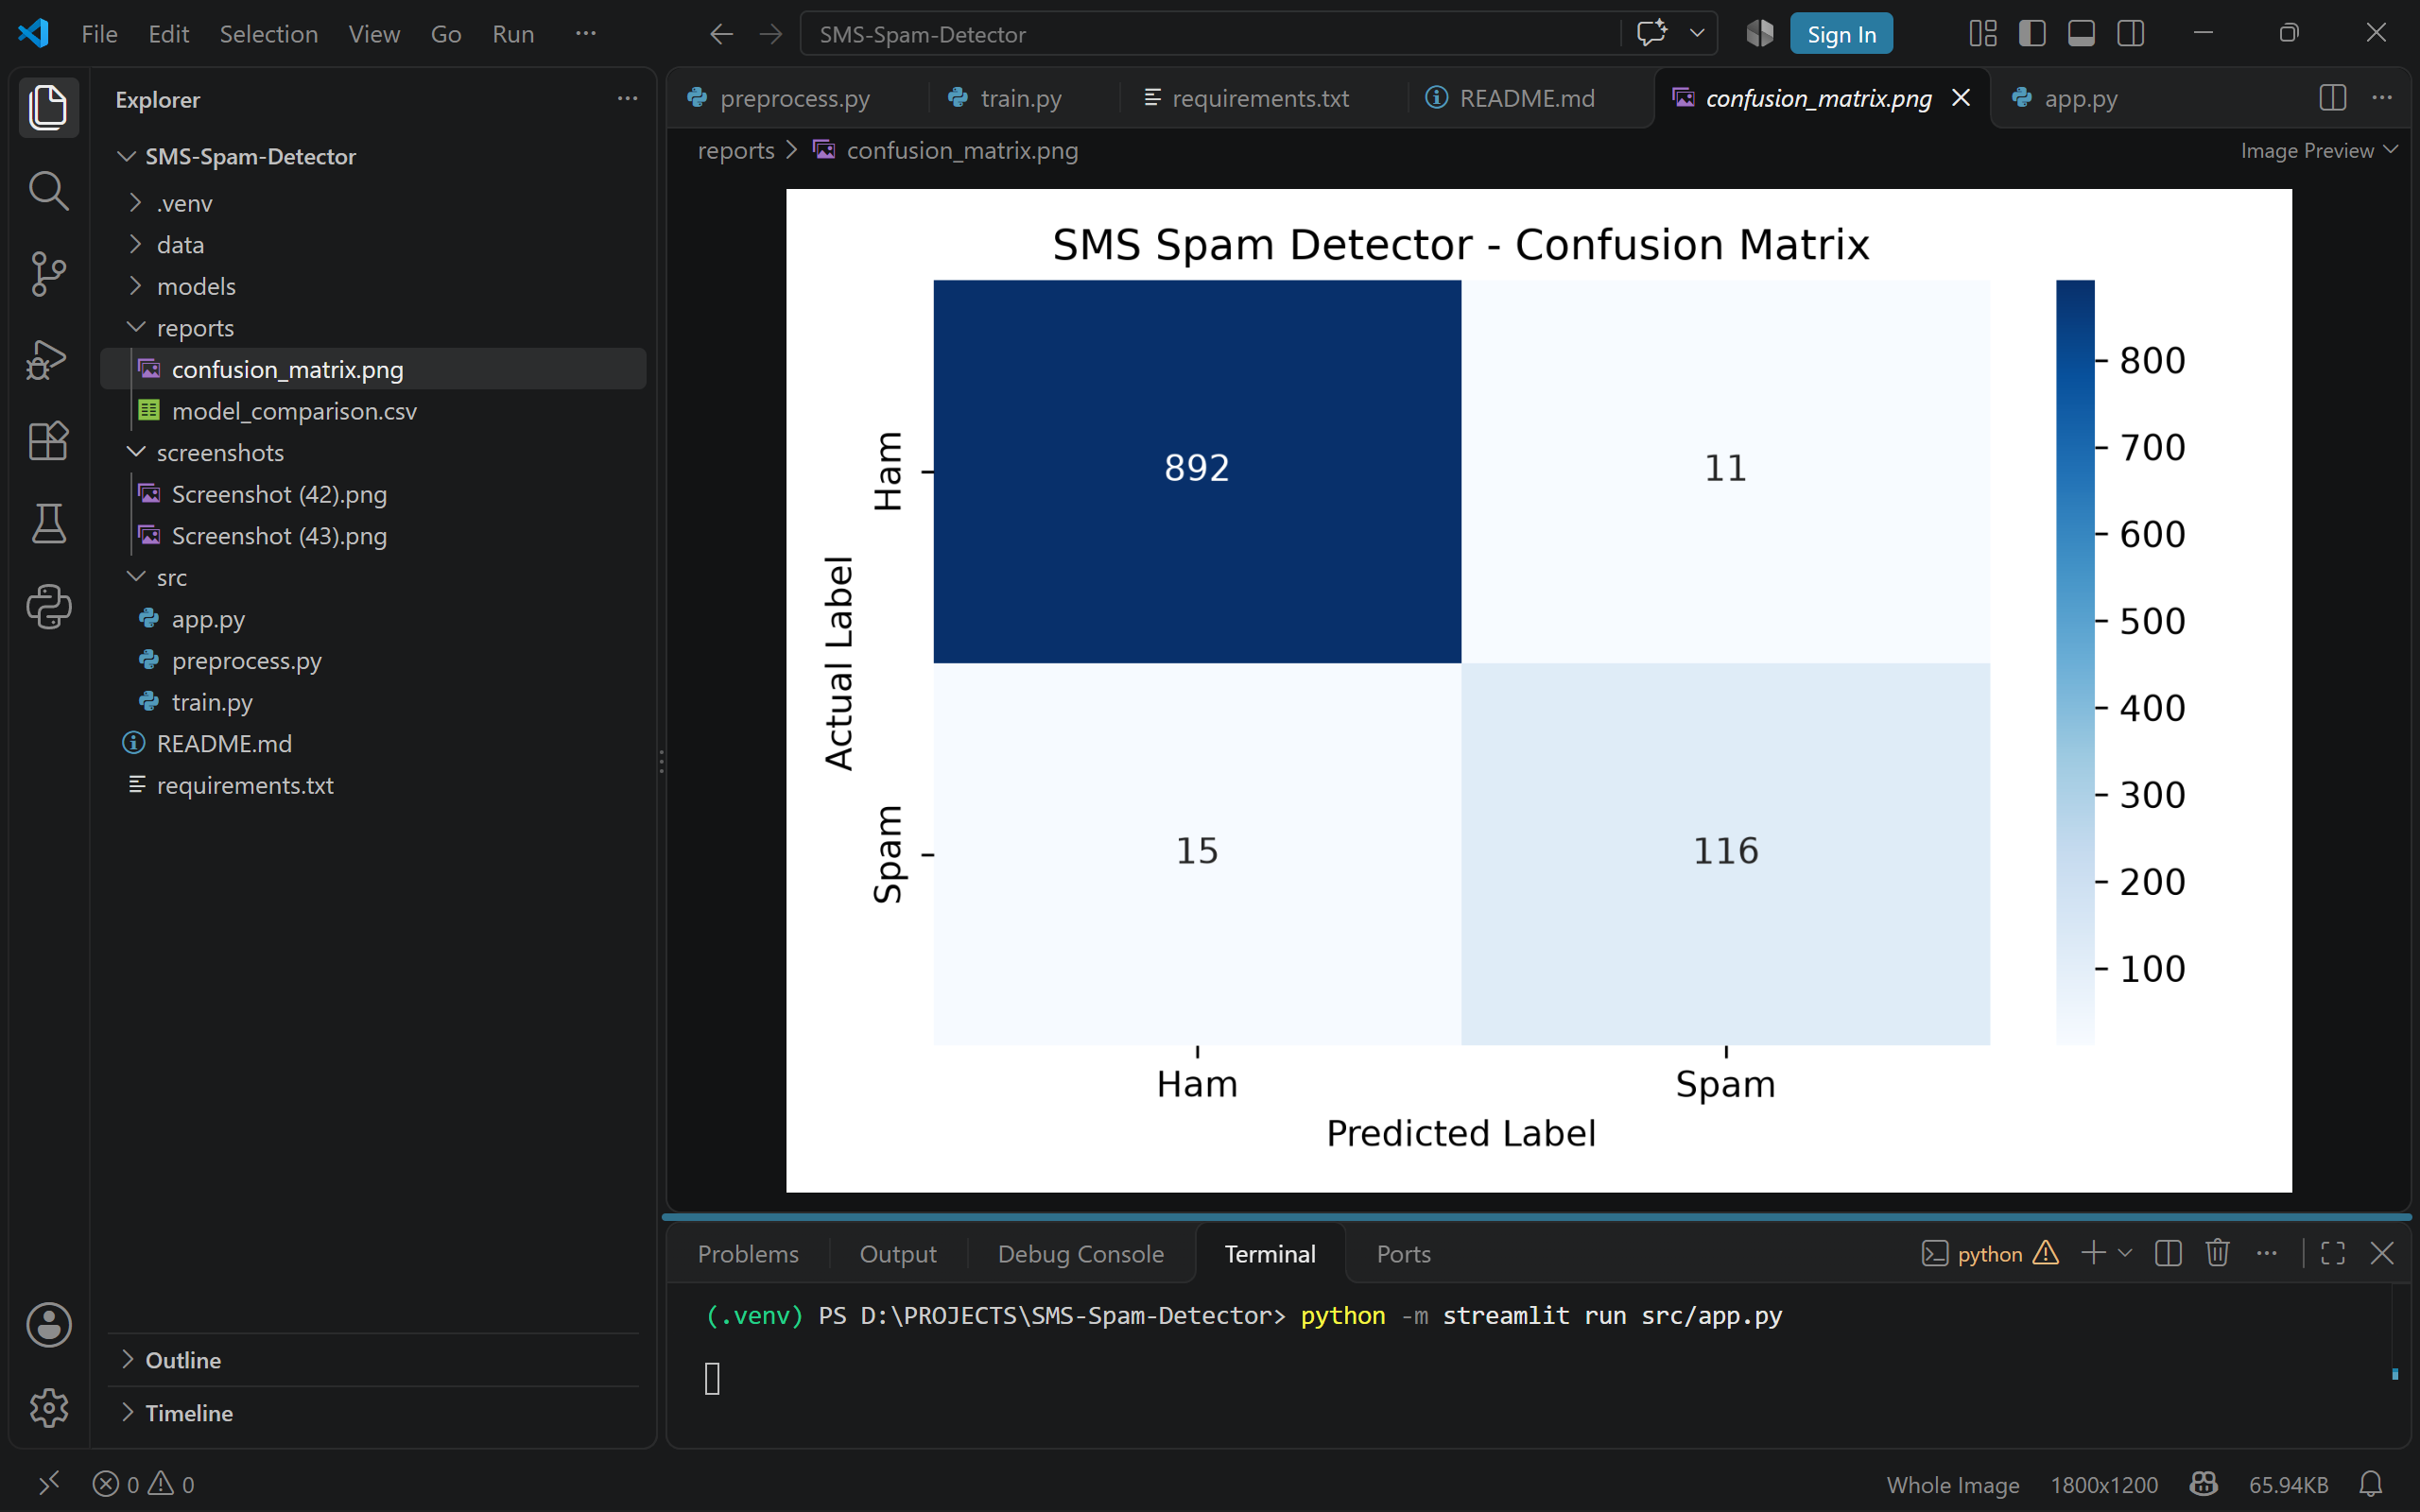 File Edit Selection View Go Run ···
SMS-Spam-Detector
Sign In
Explorer
SMS-Spam-Detector
.venv
data
models
reports
confusion_matrix.png
model_comparison.csv
screenshots
Screenshot (42).png
Screenshot (43).png
src
app.py
preprocess.py
train.py
README.md
requirements.txt
Outline
Timeline
preprocess.py train.py requirements.txt README.md confusion_matrix.png app.py
reports > confusion_matrix.png
Image Preview
SMS Spam Detector - Confusion Matrix
Actual Label
Ham
Spam
892 11
15 116
Ham Spam
Predicted Label
800
700
600
500
400
300
200
100
Problems Output Debug Console Terminal Ports
python
(.venv) PS D:\PROJECTS\SMS-Spam-Detector> python -m streamlit run src/app.py
0 0
Whole Image 1800x1200 65.94KB